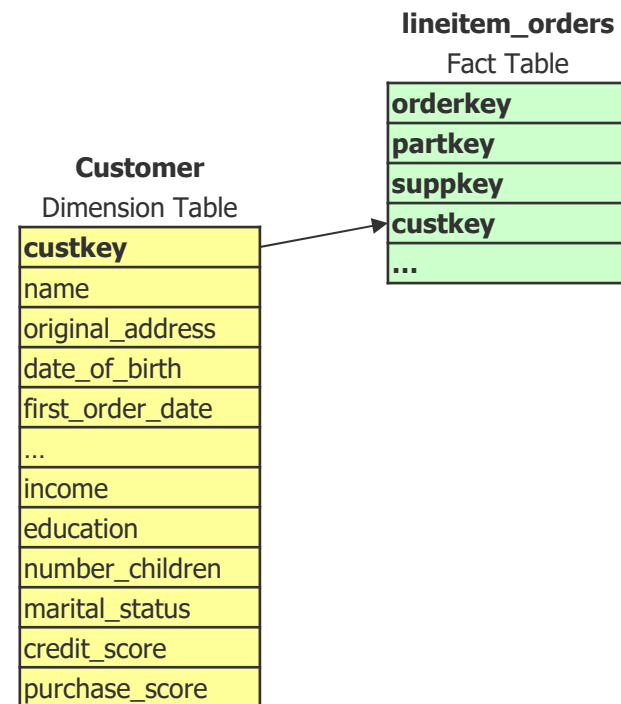 lineitem_orders
Fact Table
orderkey
partkey
suppkey
custkey
...
Customer
Dimension Table
custkey
name
original_address
date_of_birth
first_order_date
...
income
education
number_children
marital_status
credit_score
purchase_score